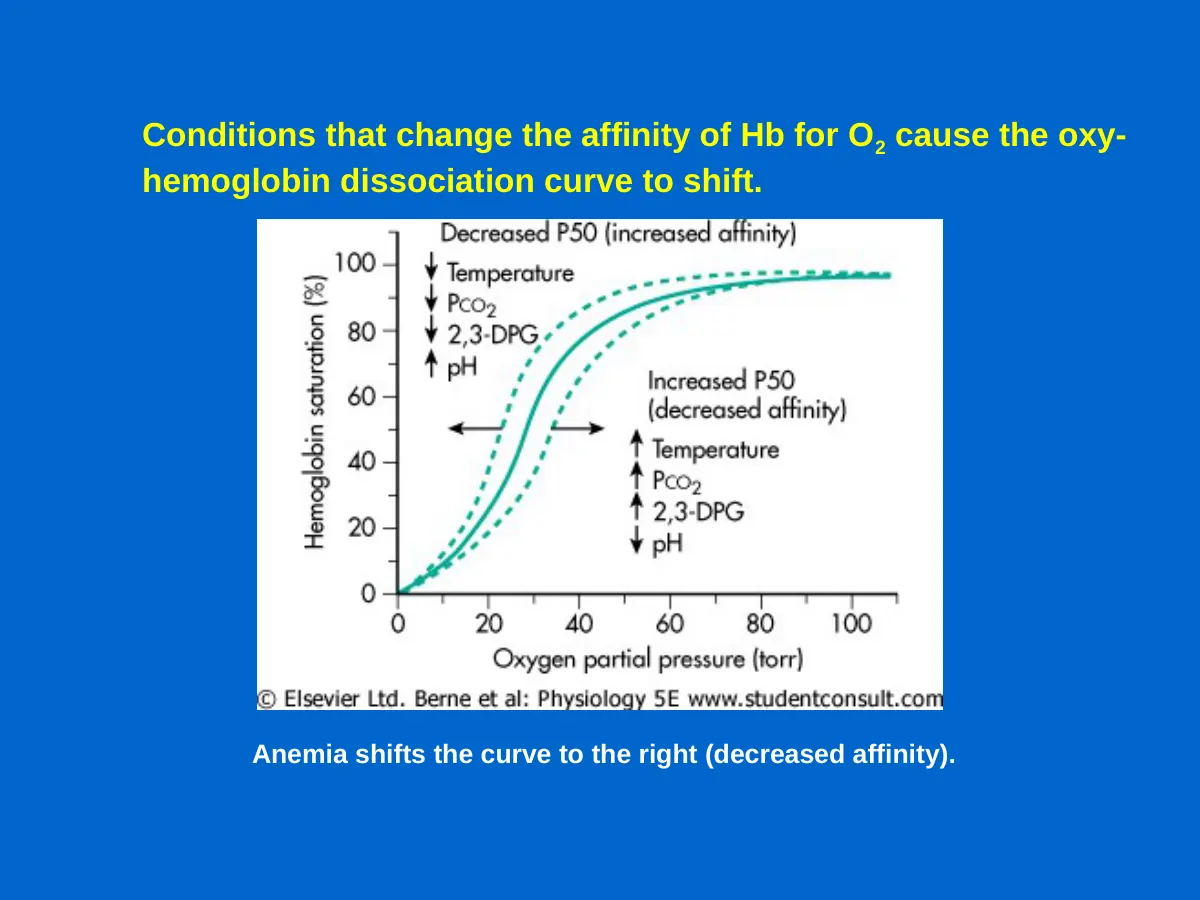 Conditions that change the affinity of Hb for O2 cause the oxy-
hemoglobin dissociation curve to shift.
Decreased P50 (increased affinity)
↓ Temperature
↓ PCO2
↓ 2,3-DPG
↑ pH
Increased P50
(decreased affinity)
↑ Temperature
↑ PCO2
↑ 2,3-DPG
↓ pH
Hemoglobin saturation (%)
100
80
60
40
20
0
0 20 40 60 80 100
Oxygen partial pressure (torr)
© Elsevier Ltd. Berne et al: Physiology 5E www.studentconsult.com
Anemia shifts the curve to the right (decreased affinity).